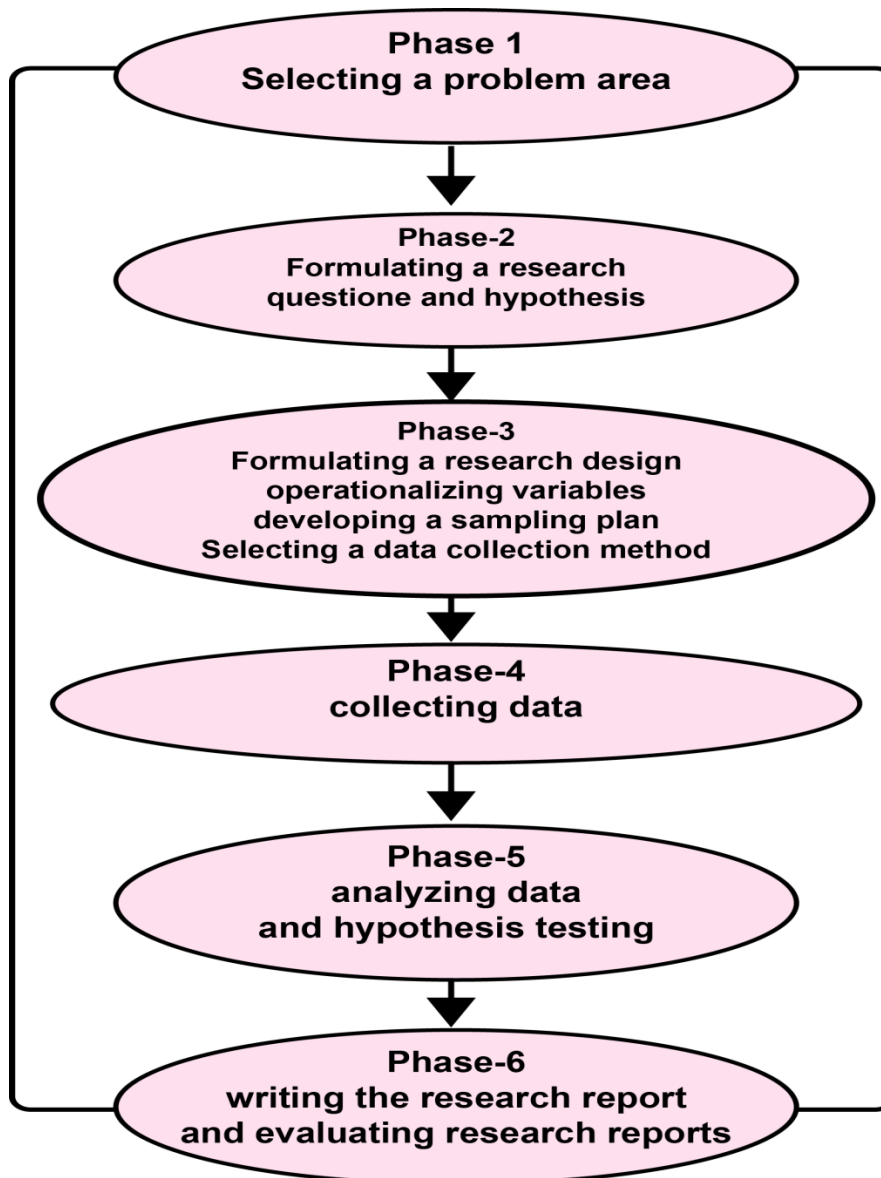 Phase 1
Selecting a problem area
Phase-2
Formulating a research
questione and hypothesis
Phase-3
Formulating a research design
operationalizing variables
developing a sampling plan
Selecting a data collection method
Phase-4
collecting data
Phase-5
analyzing data
and hypothesis testing
Phase-6
writing the research report
and evaluating research reports